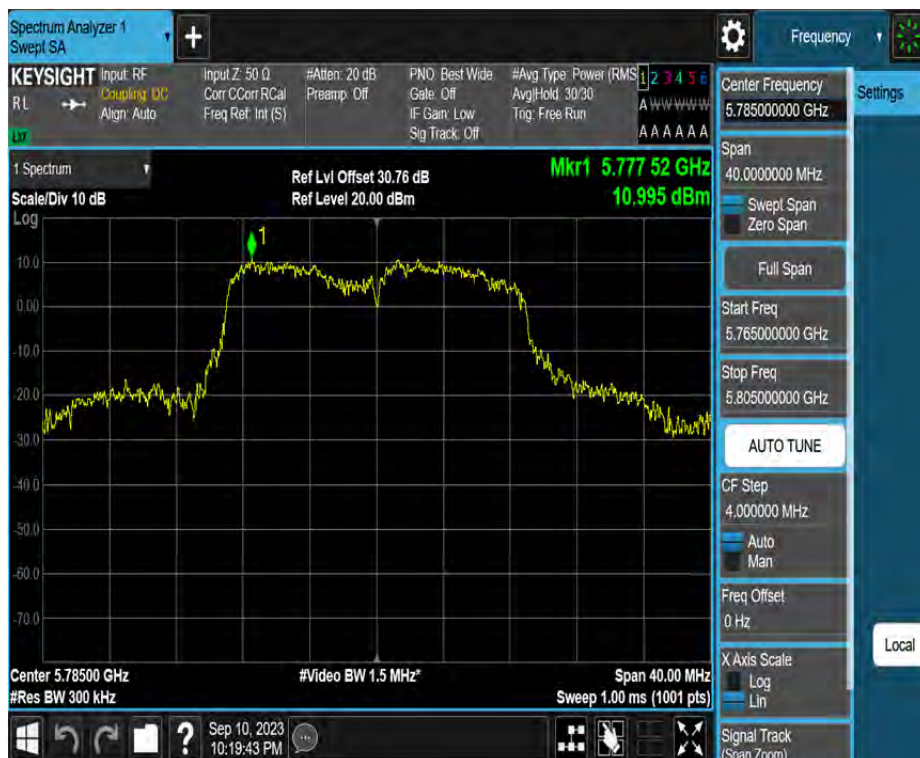 Spectrum Analyzer 1
Swept SA
+
Frequency
KEYSIGHT
RL
LXI
Input: RF
Coupling: DC
Align: Auto
Input Z: 50 Ω
Corr CCorr RCal
Freq Ref: Int (S)
#Atten: 20 dB
Preamp: Off
PNO: Best Wide
Gate: Off
IF Gain: Low
Sig Track: Off
#Avg Type: Power (RMS
Avg|Hold: 30/30
Trig: Free Run
1 2 3 4 5 6
A W W W W W
A A A A A A
1 Spectrum
Scale/Div 10 dB
Log
Ref Lvl Offset 30.76 dB
Ref Level 20.00 dBm
Mkr1 5.777 52 GHz
10.995 dBm
1
10.0
0.00
-10.0
-20.0
-30.0
-40.0
-50.0
-60.0
-70.0
Center 5.78500 GHz
#Res BW 300 kHz
#Video BW 1.5 MHz*
Span 40.00 MHz
Sweep 1.00 ms (1001 pts)
?
Sep 10, 2023
10:19:43 PM
Center Frequency
5.785000000 GHz
Settings
Span
40.0000000 MHz
Swept Span
Zero Span
Full Span
Start Freq
5.765000000 GHz
Stop Freq
5.805000000 GHz
AUTO TUNE
CF Step
4.000000 MHz
Auto
Man
Freq Offset
0 Hz
X Axis Scale
Log
Lin
Local
Signal Track
(Span Zoom)